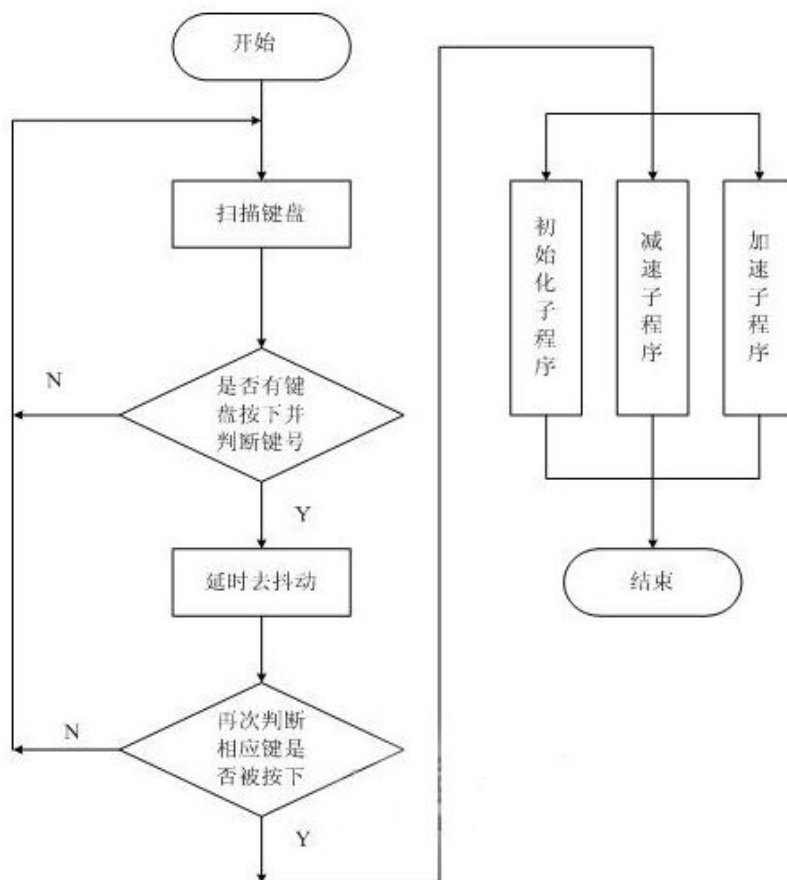 开始
扫描键盘
是否有键
盘按下并
判断键号
N
Y
延时去抖动
再次判断
相应键是
否被按下
N
Y
初始化子程序
减速子程序
加速子程序
结束